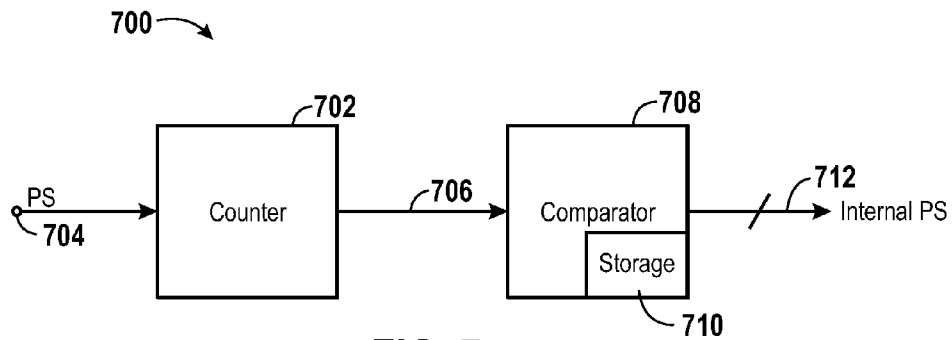 700
702
708
PS
704
Counter
706
Comparator
712
Internal PS
Storage
710